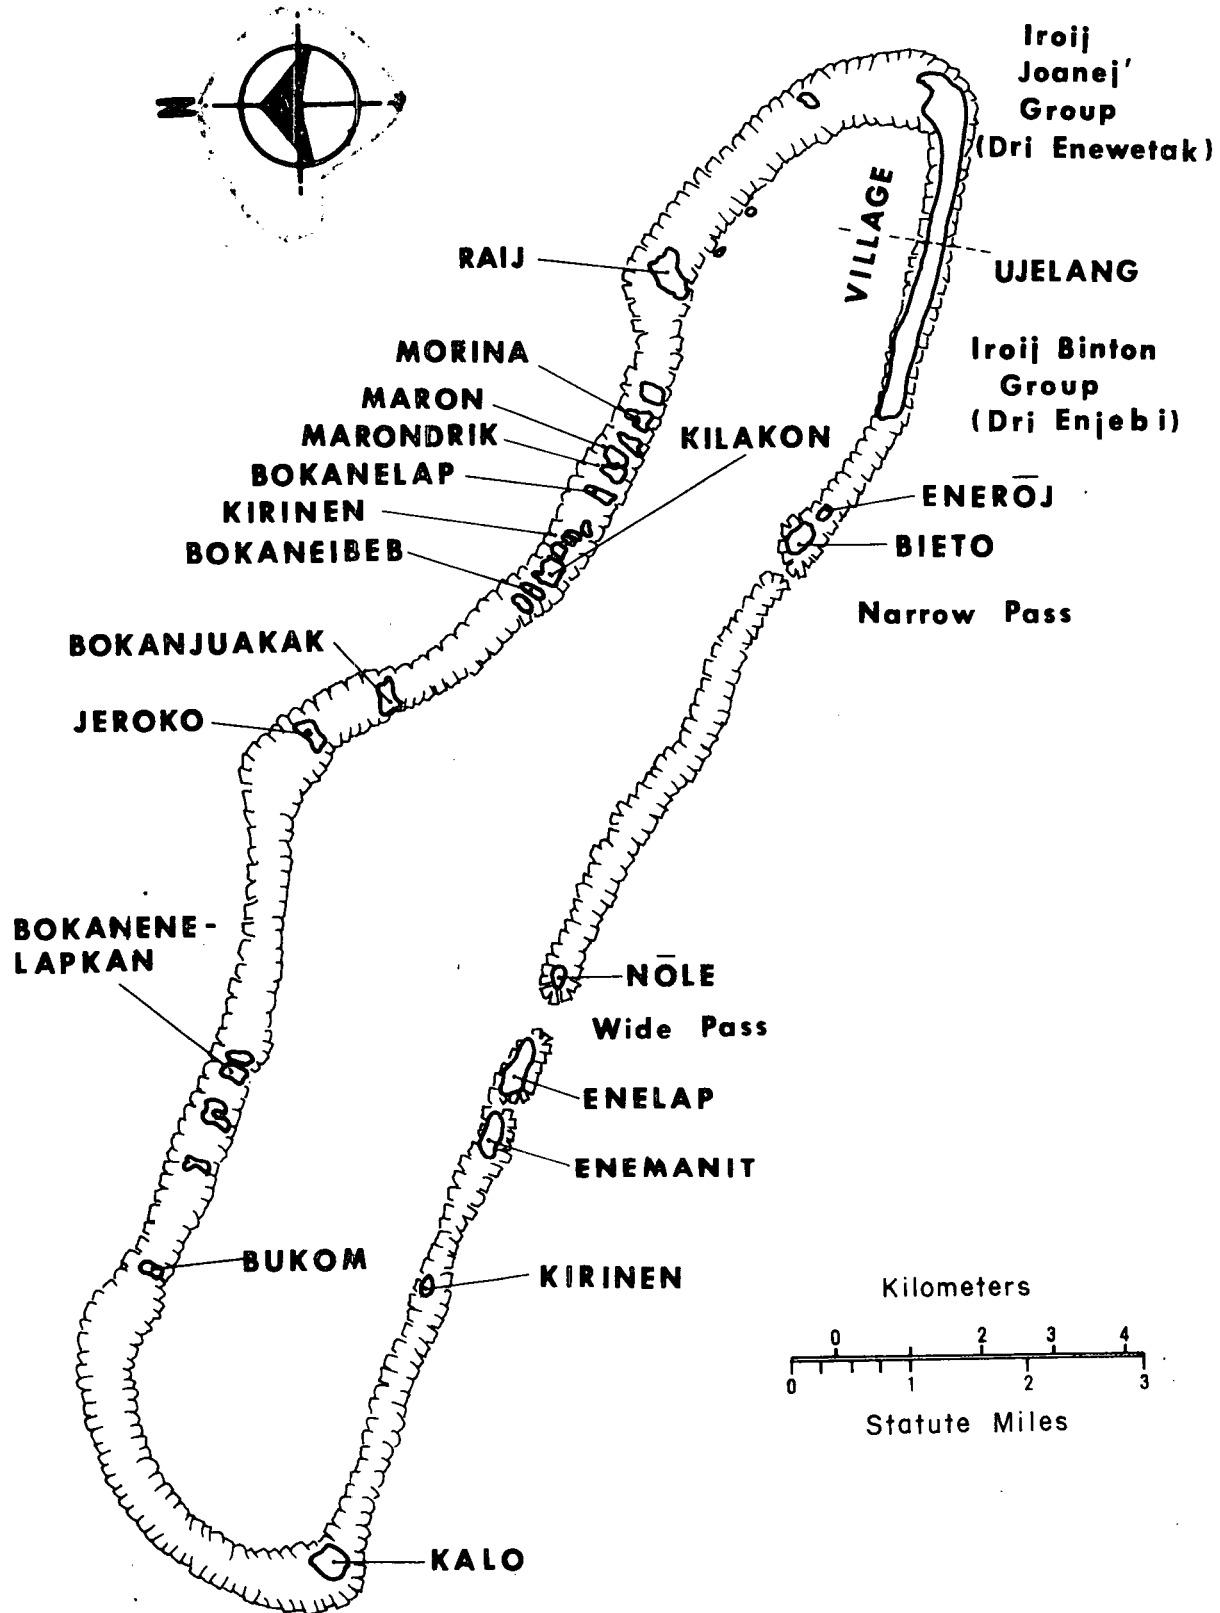 N
Iroij
Joanej'
Group
(Dri Enewetak)
VILLAGE
RAIJ
UJELANG
MORINA
Iroij Binton
Group
(Dri Enjebi)
MARON
MARONDRIK
KILAKON
BOKANELAP
KIRINEN
ENERŌJ
BOKANEIBEB
BIETO
Narrow Pass
BOKANJUAKAK
JEROKO
BOKANENE-
LAPKAN
NŌLE
Wide Pass
ENELAP
ENEMANIT
BUKOM
KIRINEN
Kilometers
0 2 3 4
0 1 2 3
Statute Miles
KALO